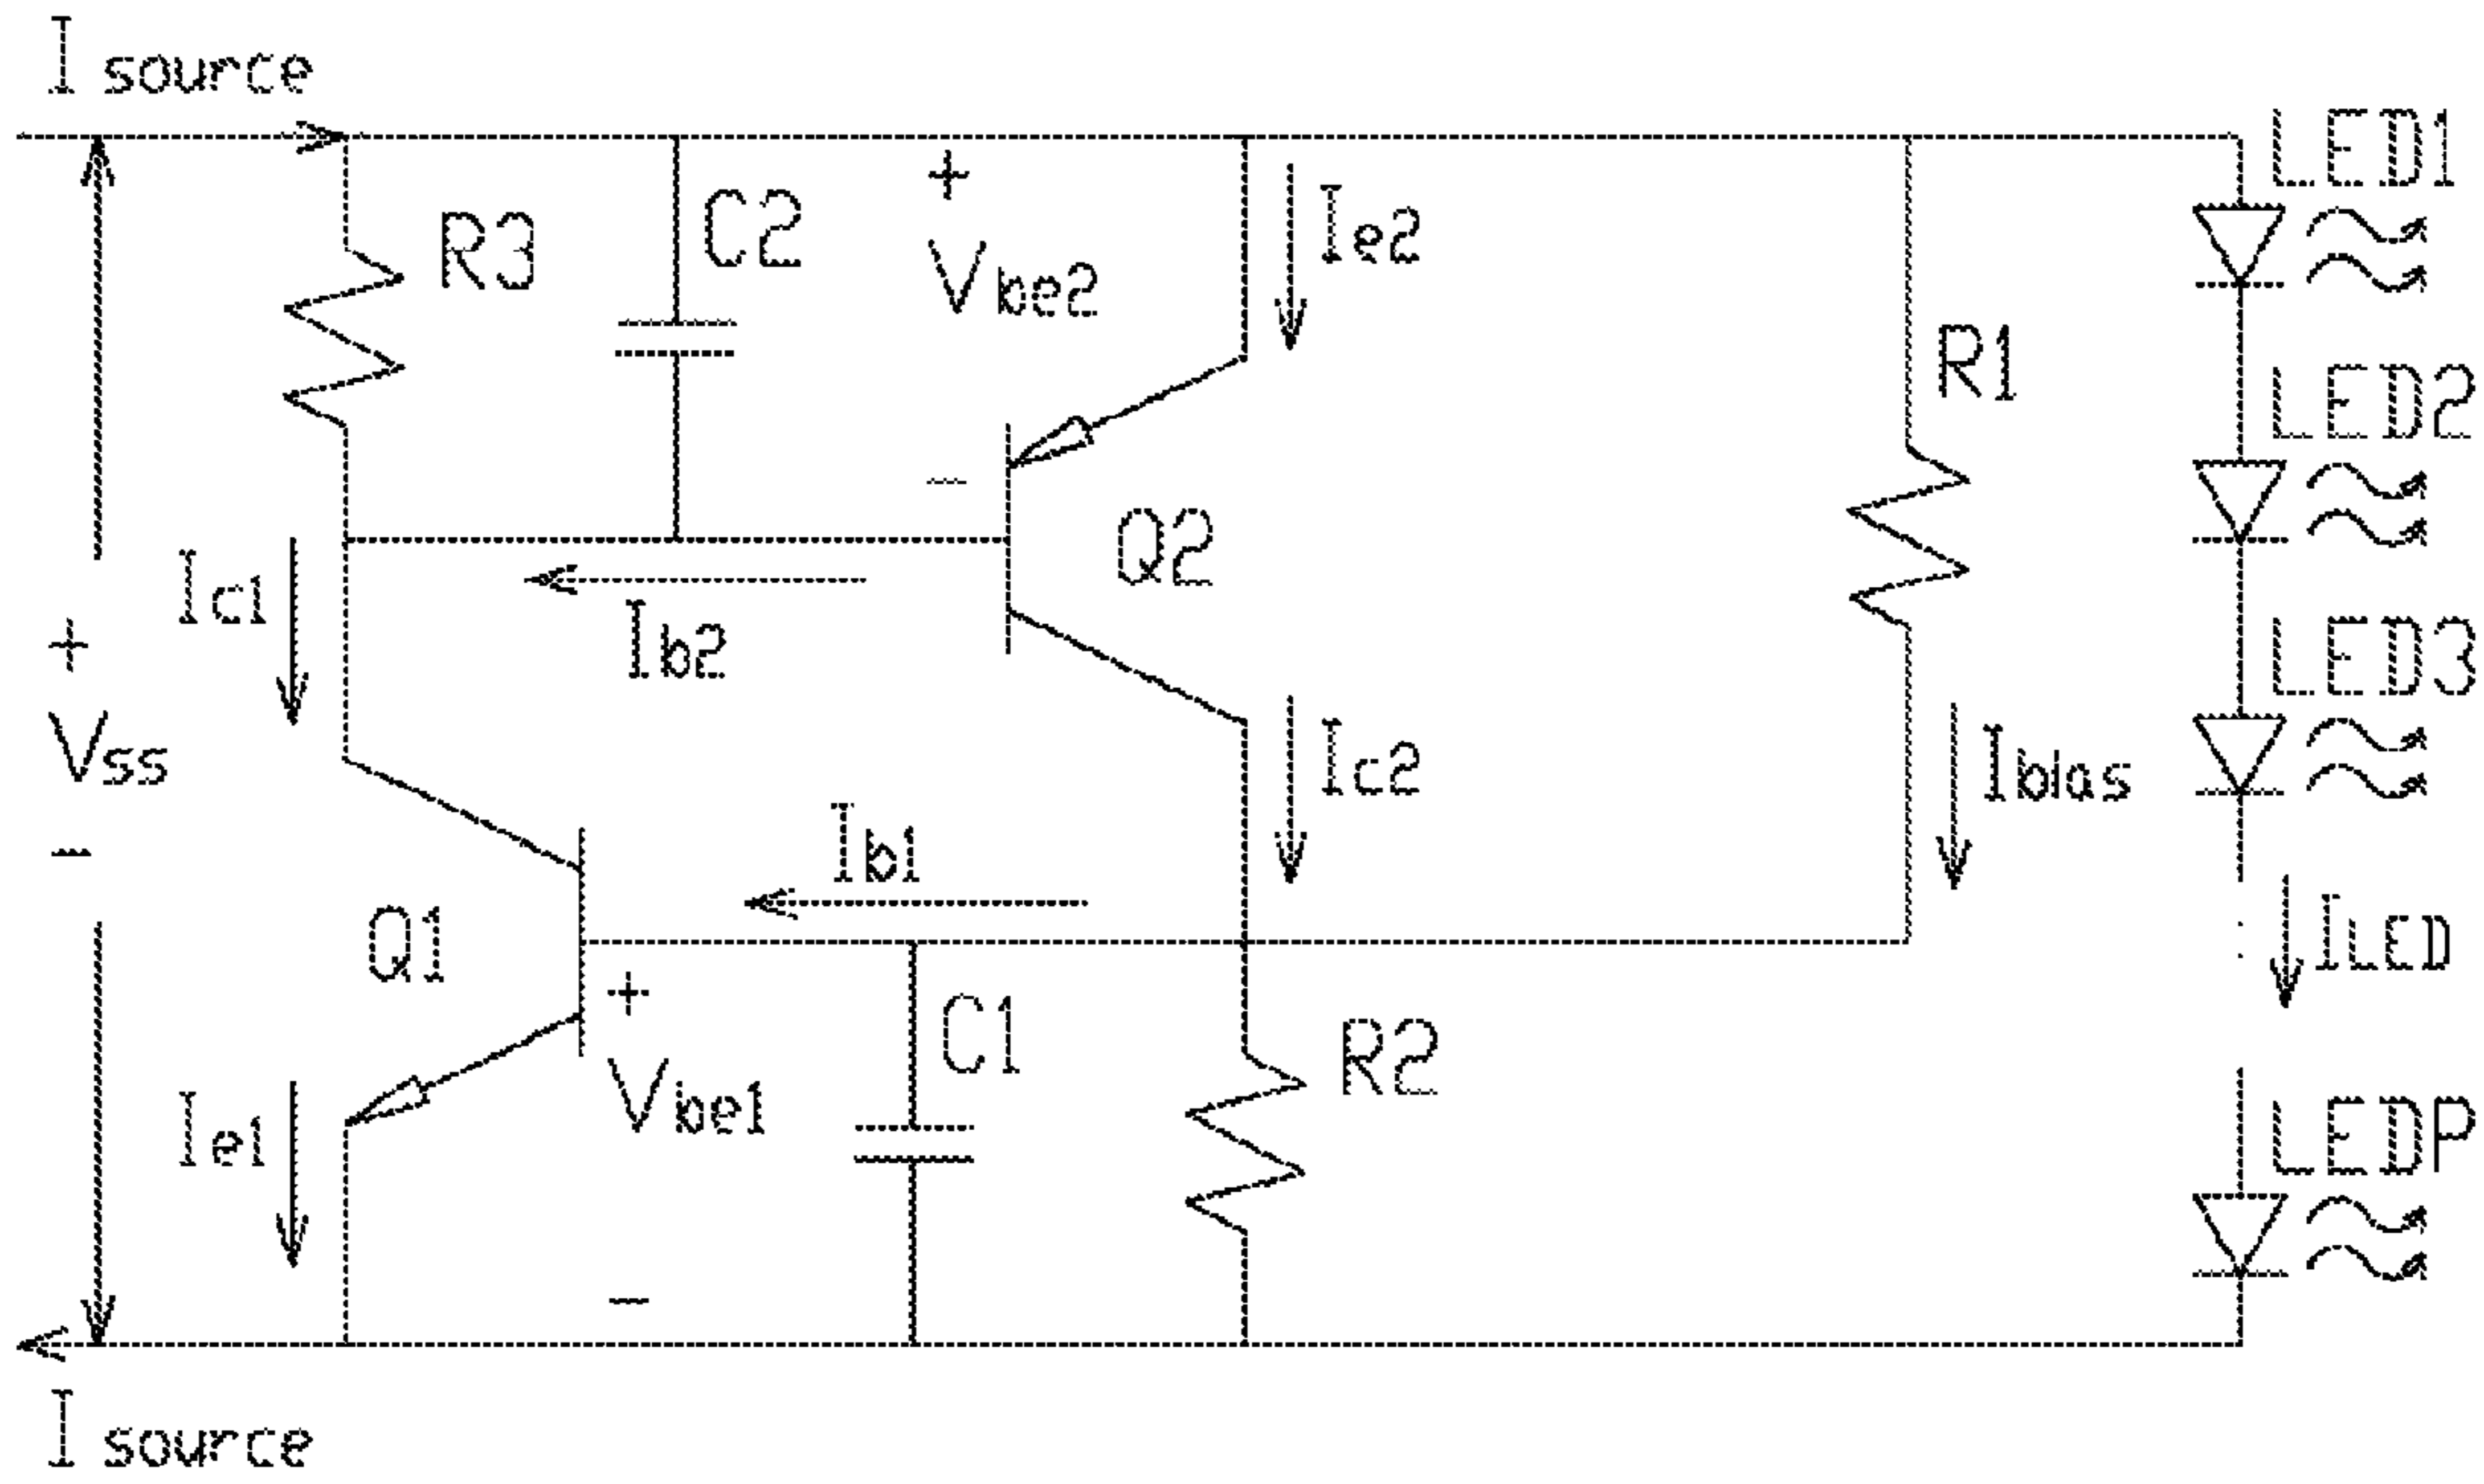 I source
LED1
R3
C2
+
Vbe2
Ie2
R1
LED2
-
Q2
Ic1
Ib2
LED3
+
Vss
-
Ic2
Ibias
Ib1
Q1
ILED
+
Vbe1
C1
R2
Ie1
LEDP
-
I source